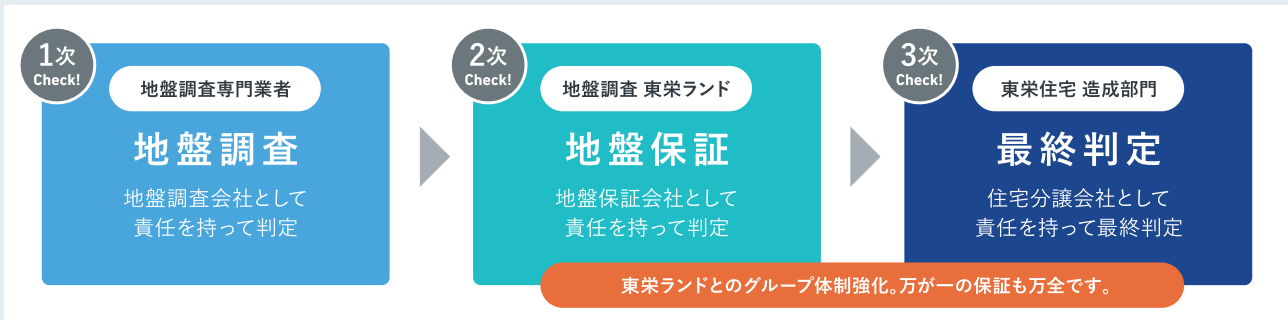 1次
Check!
地盤調査専門業者
地盤調査
地盤調査会社として
責任を持って判定
2次
Check!
地盤調査 東栄ランド
地盤保証
地盤保証会社として
責任を持って判定
3次
Check!
東栄住宅 造成部門
最終判定
住宅分譲会社として
責任を持って最終判定
東栄ランドとのグループ体制強化。万が一の保証も万全です。